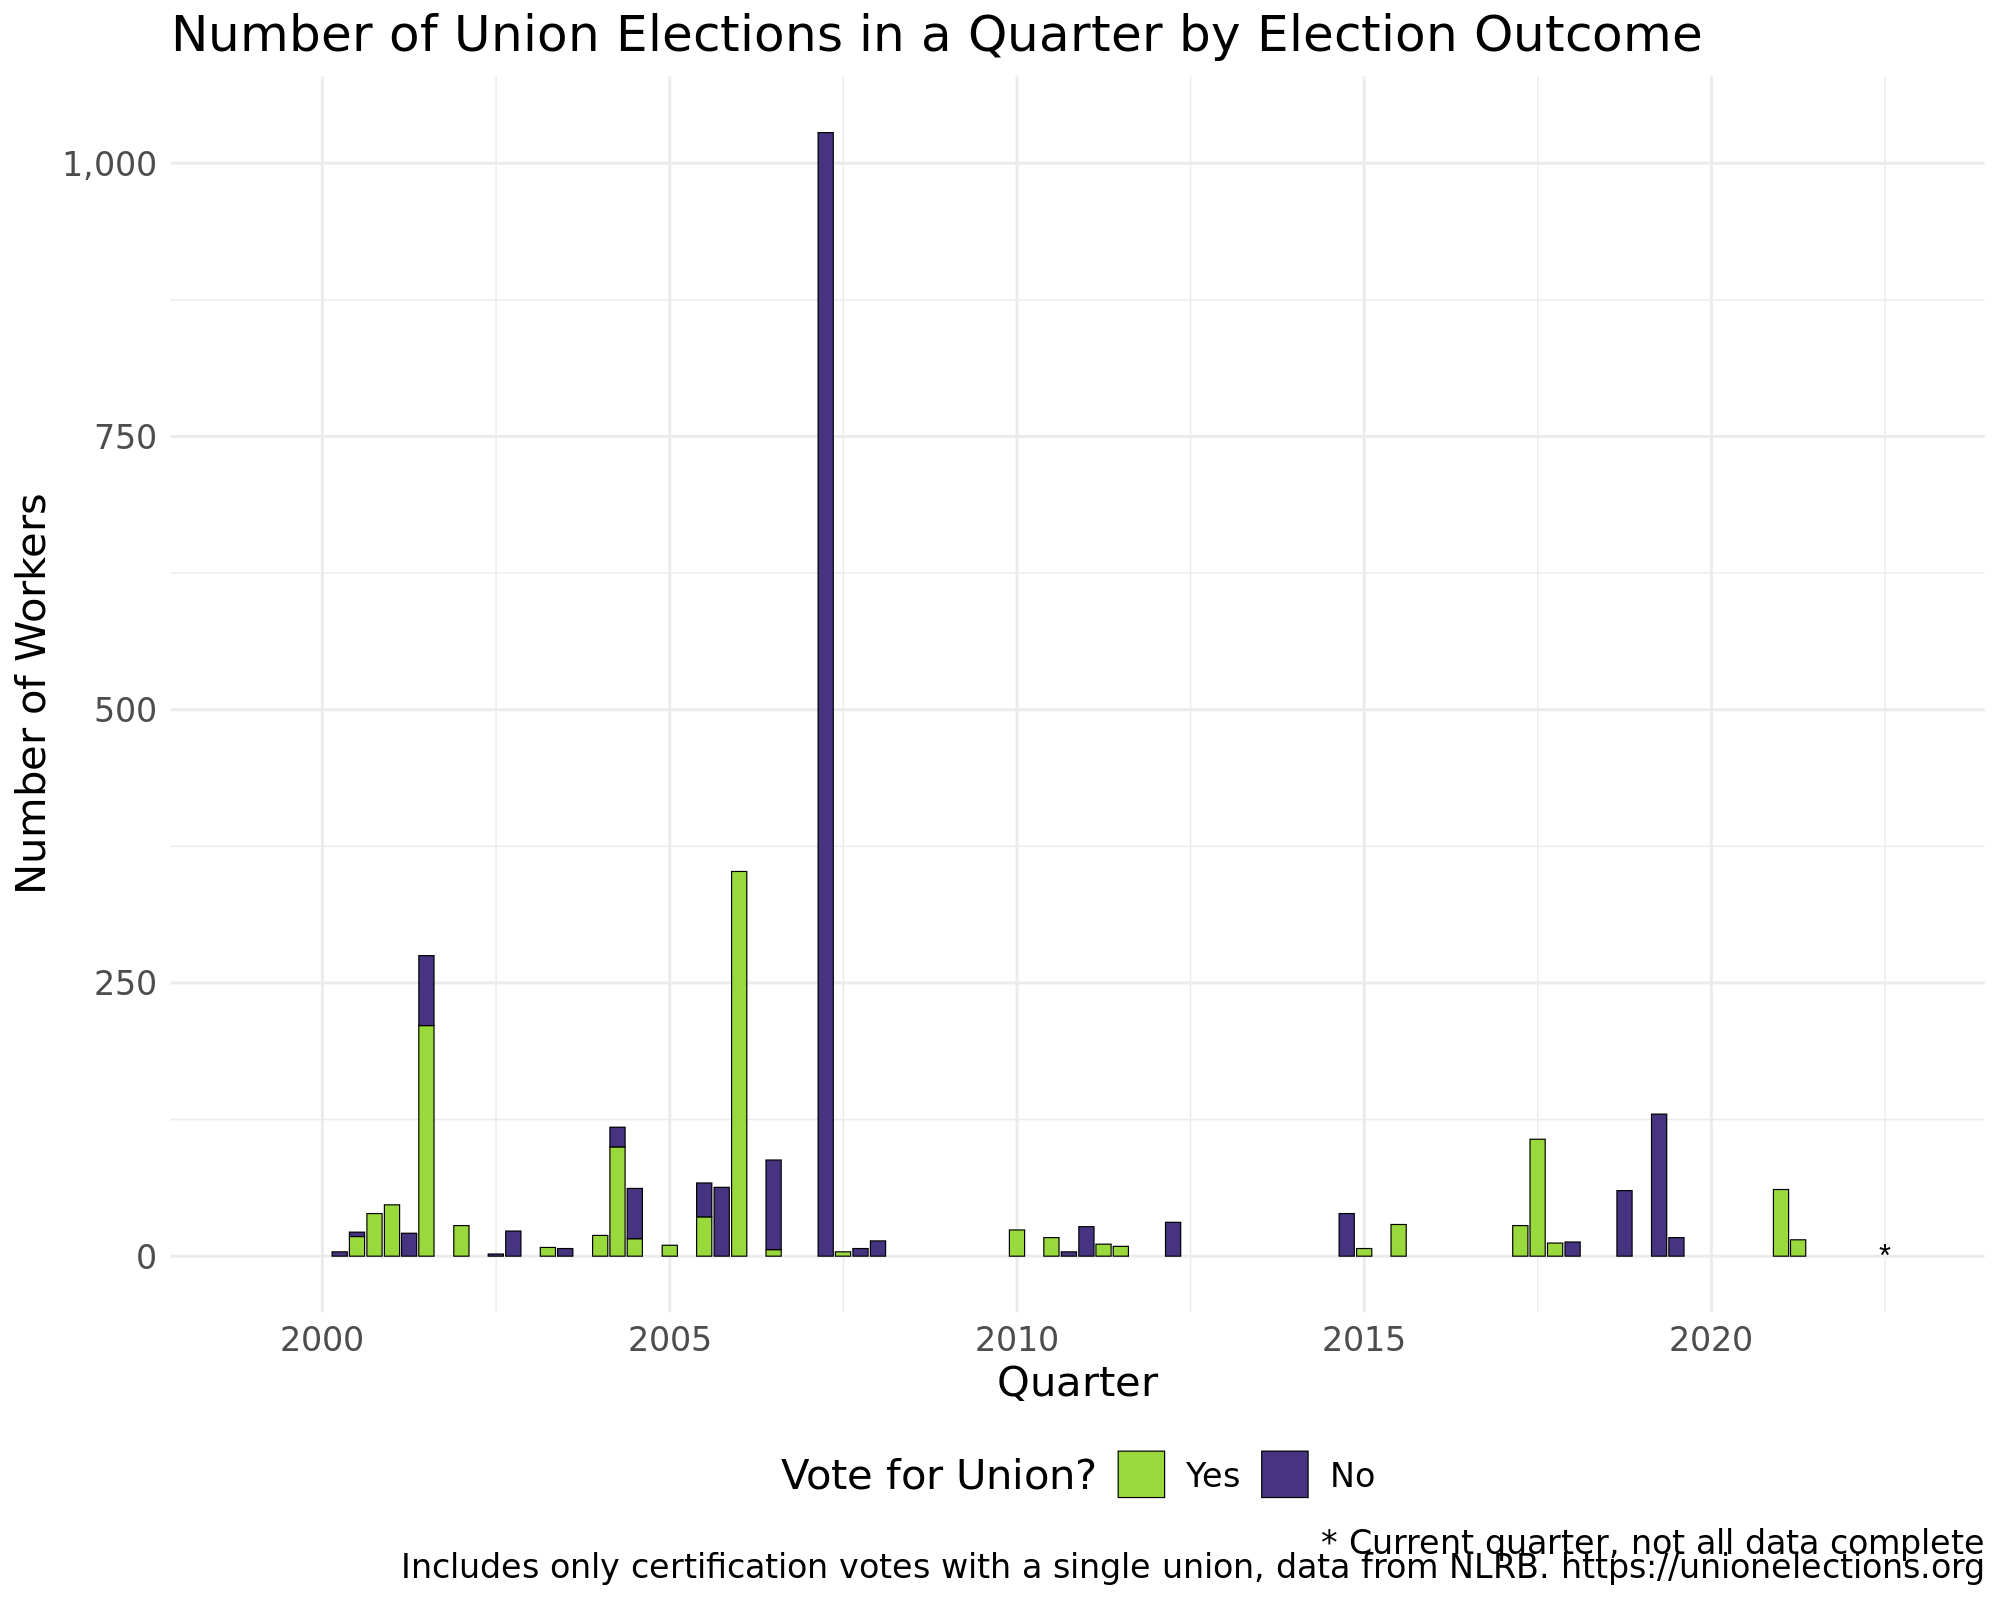 Number of Union Elections in a Quarter by Election Outcome
Number of Workers
1,000
750
500
250
0
*
2000 2005 2010 2015 2020
Quarter
Vote for Union? Yes No
* Current quarter, not all data complete
Includes only certification votes with a single union, data from NLRB. https://unionelections.org